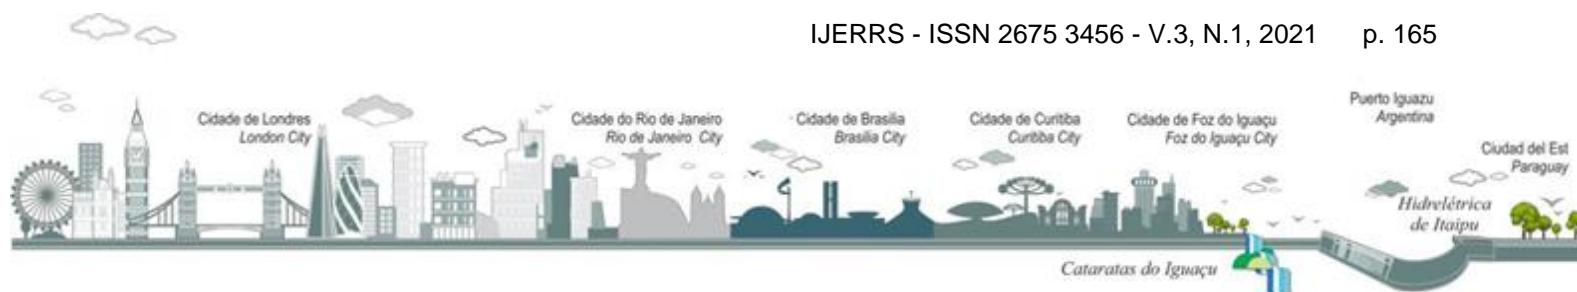 IJERRS - ISSN 2675 3456 - V.3, N.1, 2021 p. 165
Cidade de Londres
London City
Cidade do Rio de Janeiro
Rio de Janeiro City
Cidade de Brasilia
Brasilia City
Cidade de Curitiba
Curitiba City
Cidade de Foz do Iguaçu
Foz do Iguaçu City
Puerto Iguazu
Argentina
Ciudad del Est
Paraguay
Hidrelétrica
de Itaipu
Cataratas do Iguaçu